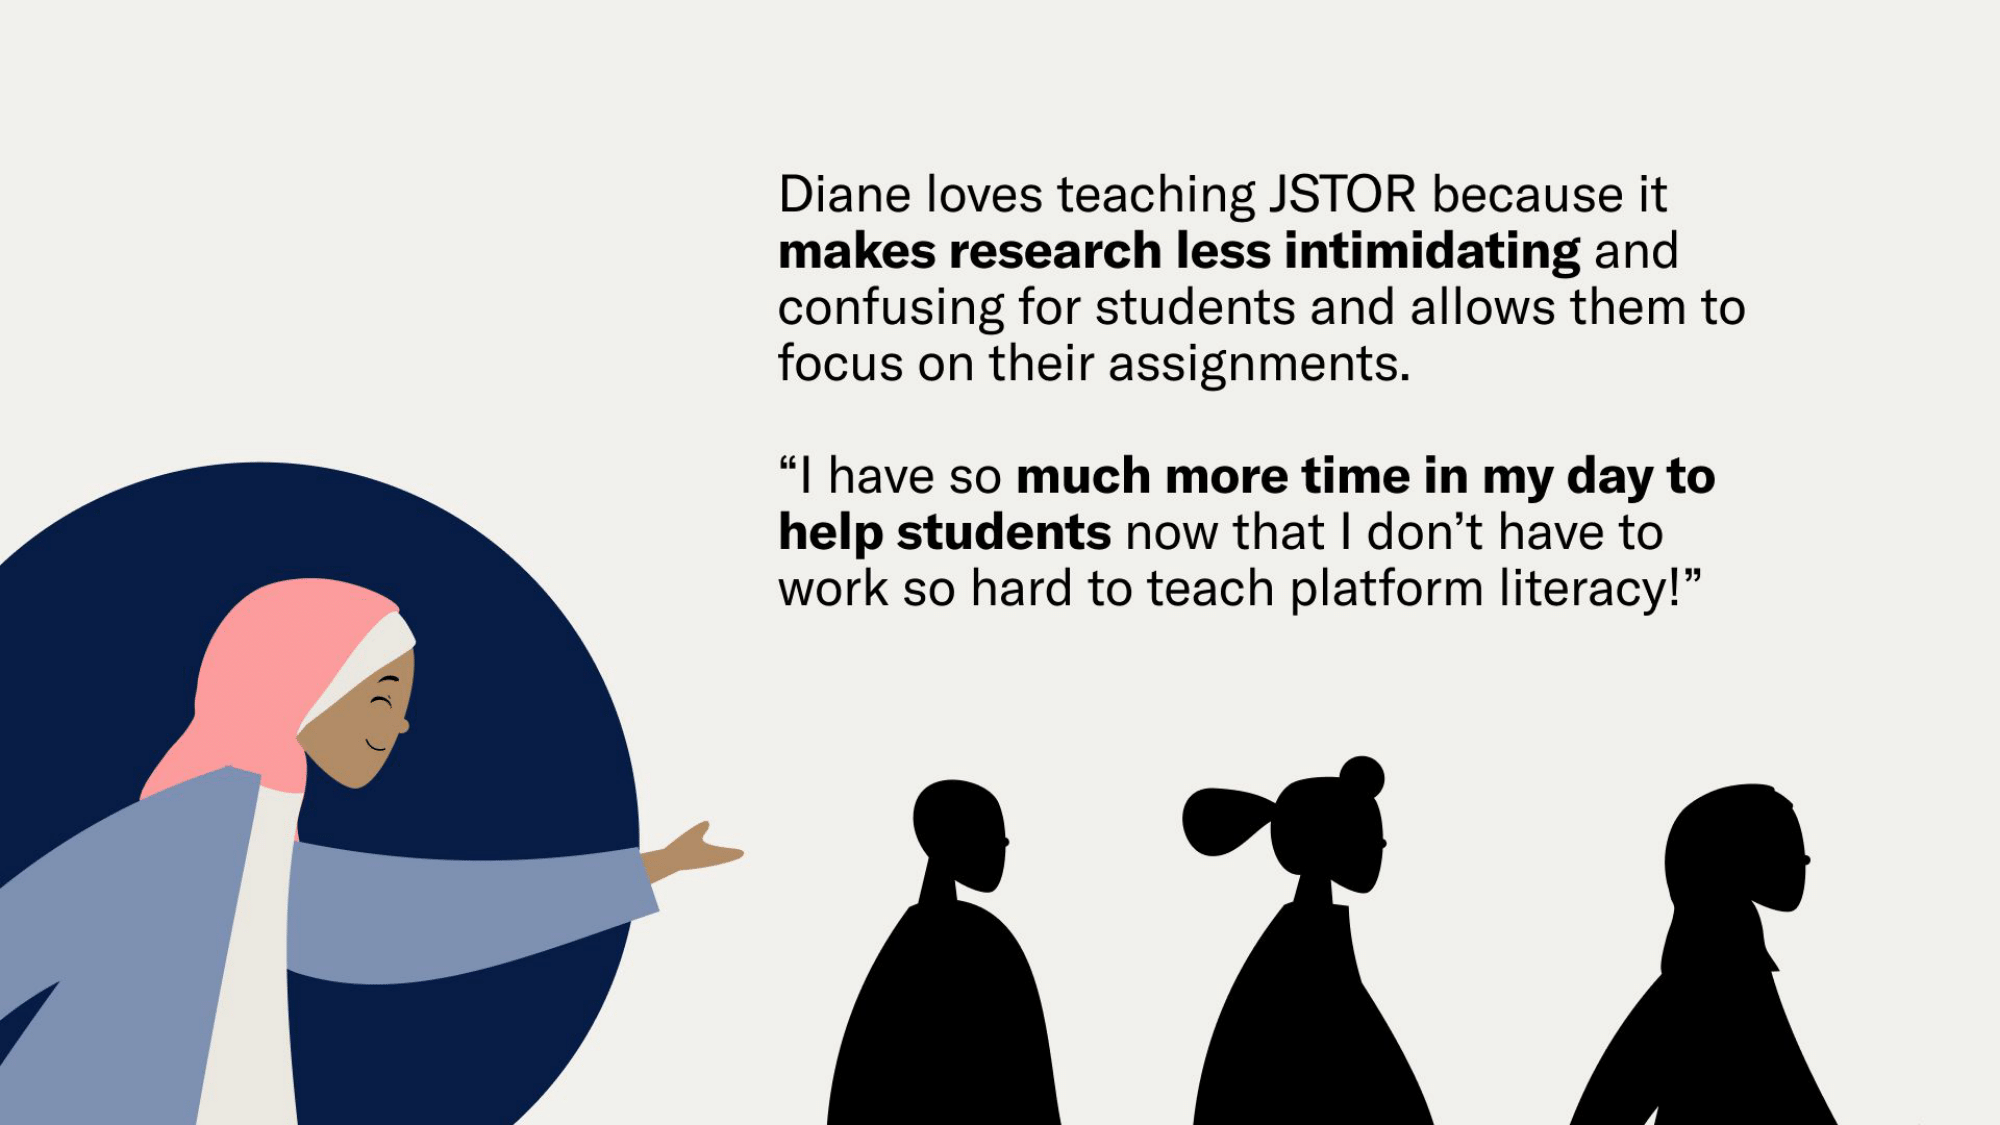 Diane loves teaching JSTOR because it
makes research less intimidating and
confusing for students and allows them to
focus on their assignments.
“I have so much more time in my day to
help students now that I don’t have to
work so hard to teach platform literacy!”